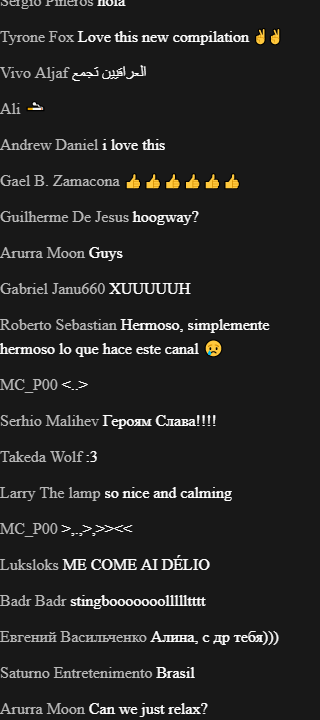 Sergio Piñeros hola
Tyrone Fox Love this new compilation ✌✌
Vivo Aljaf العراقيين تجمع
Ali
Andrew Daniel i love this
Gael B. Zamacona 👍👍👍👍👍👍
Guilherme De Jesus hoogway?
Arurra Moon Guys
Gabriel Janu660 XUUUUUH
Roberto Sebastian Hermoso, simplemente
hermoso lo que hace este canal 😢
MC_P00 <..>
Serhio Malihev Героям Слава!!!!
Takeda Wolf :3
Larry The lamp so nice and calming
MC_P00 >,.,>,>><<
Luksloks ME COME AI DÉLIO
Badr Badr stingbooooooolllllltttt
Евгений Васильченко Алина, с др тебя)))
Saturno Entretenimento Brasil
Arurra Moon Can we just relax?